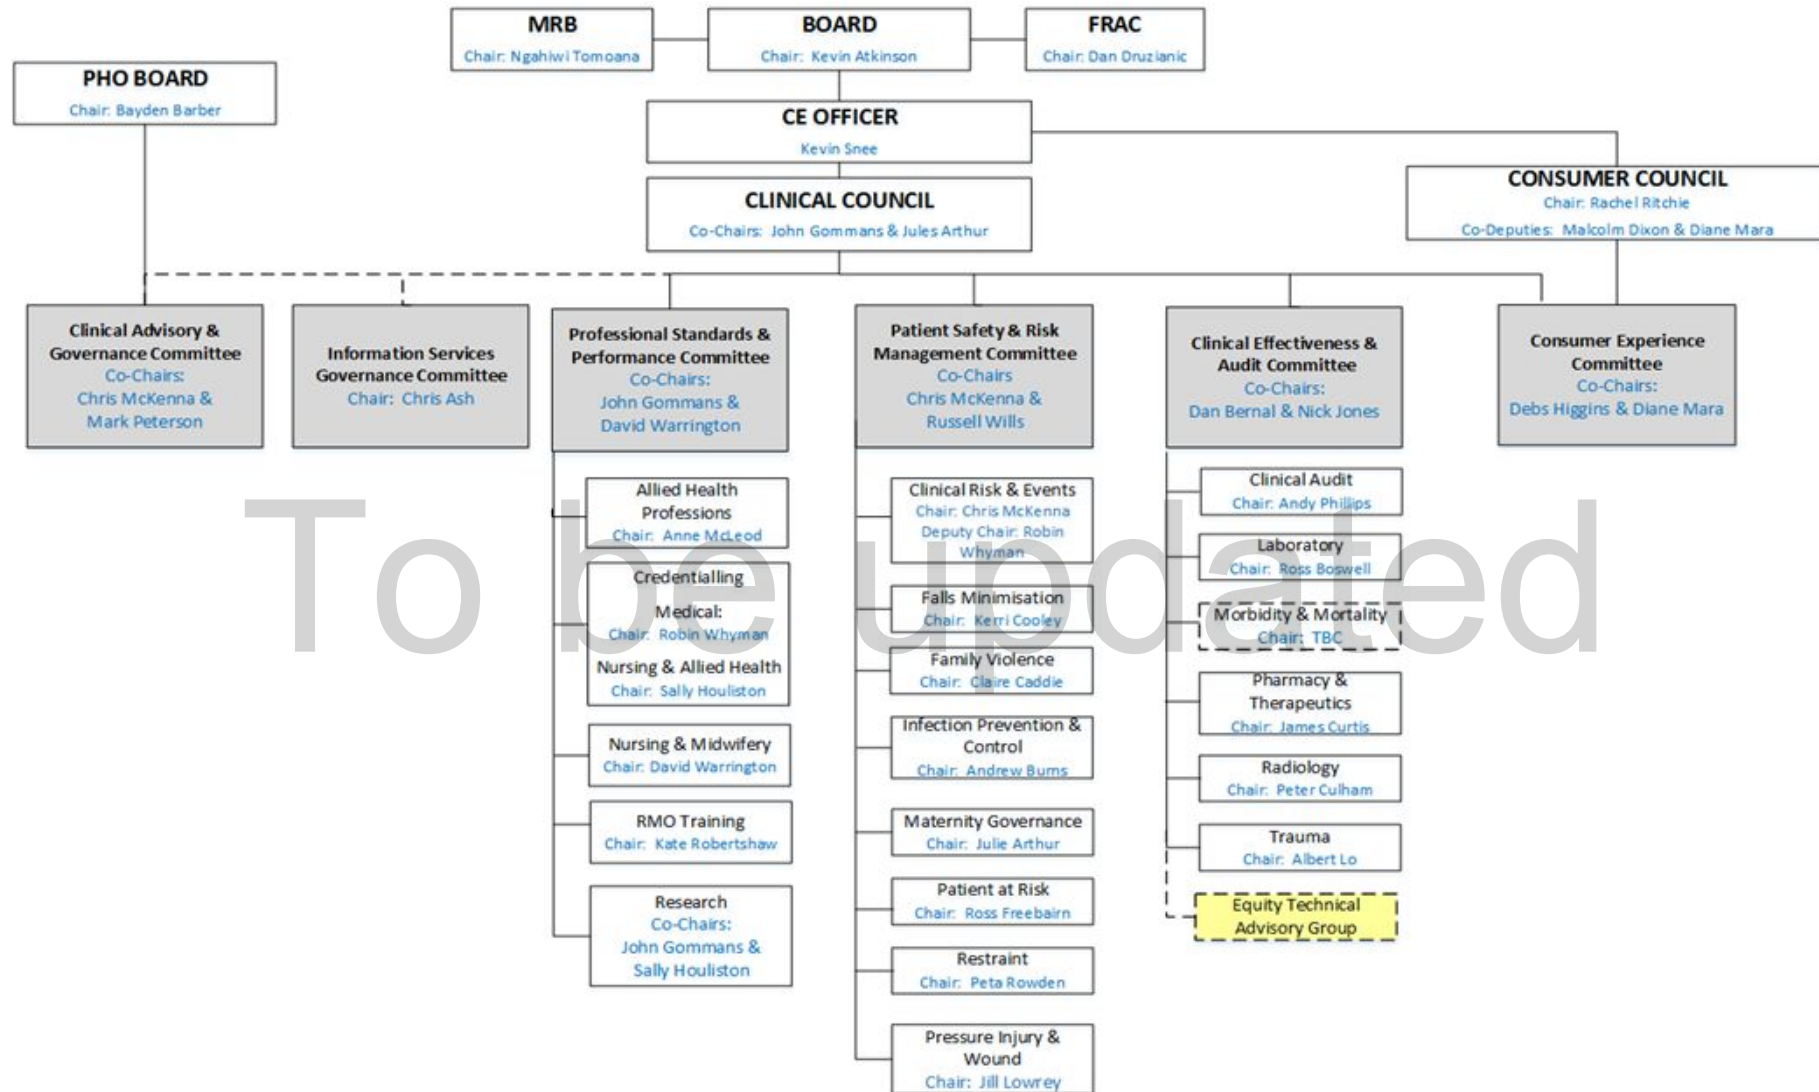 MRB
Chair: Ngahiwi Tomoana
BOARD
Chair: Kevin Atkinson
FRAC
Chair: Dan Druzianic
PHO BOARD
Chair: Bayden Barber
CE OFFICER
Kevin Snee
CLINICAL COUNCIL
Co-Chairs: John Gommans & Jules Arthur
CONSUMER COUNCIL
Chair: Rachel Ritchie
Co-Deputies: Malcolm Dixon & Diane Mara
Clinical Advisory &
Governance Committee
Co-Chairs:
Chris McKenna &
Mark Peterson
Information Services
Governance Committee
Chair: Chris Ash
Professional Standards &
Performance Committee
Co-Chairs:
John Gommans &
David Warrington
Patient Safety & Risk
Management Committee
Co-Chairs
Chris McKenna &
Russell Wills
Clinical Effectiveness &
Audit Committee
Co-Chairs:
Dan Bernal & Nick Jones
Consumer Experience
Committee
Co-Chairs:
Debs Higgins & Diane Mara
Allied Health
Professions
Chair: Anne McLeod
Credentialling
Medical:
Chair: Robin Whyman
Nursing & Allied Health
Chair: Sally Houliston
Nursing & Midwifery
Chair: David Warrington
RMO Training
Chair: Kate Robertshaw
Research
Co-Chairs:
John Gommans &
Sally Houliston
Clinical Risk & Events
Chair: Chris McKenna
Deputy Chair: Robin
Whyman
Falls Minimisation
Chair: Kerri Cooley
Family Violence
Chair: Claire Caddie
Infection Prevention &
Control
Chair: Andrew Burns
Maternity Governance
Chair: Julie Arthur
Patient at Risk
Chair: Ross Freebairn
Restraint
Chair: Peta Rowden
Pressure Injury &
Wound
Chair: Jill Lowrey
Clinical Audit
Chair: Andy Phillips
Laboratory
Chair: Ross Boswell
Morbidity & Mortality
Chair: TBC
Pharmacy &
Therapeutics
Chair: James Curtis
Radiology
Chair: Peter Culham
Trauma
Chair: Albert Lo
Equity Technical
Advisory Group
To be updated